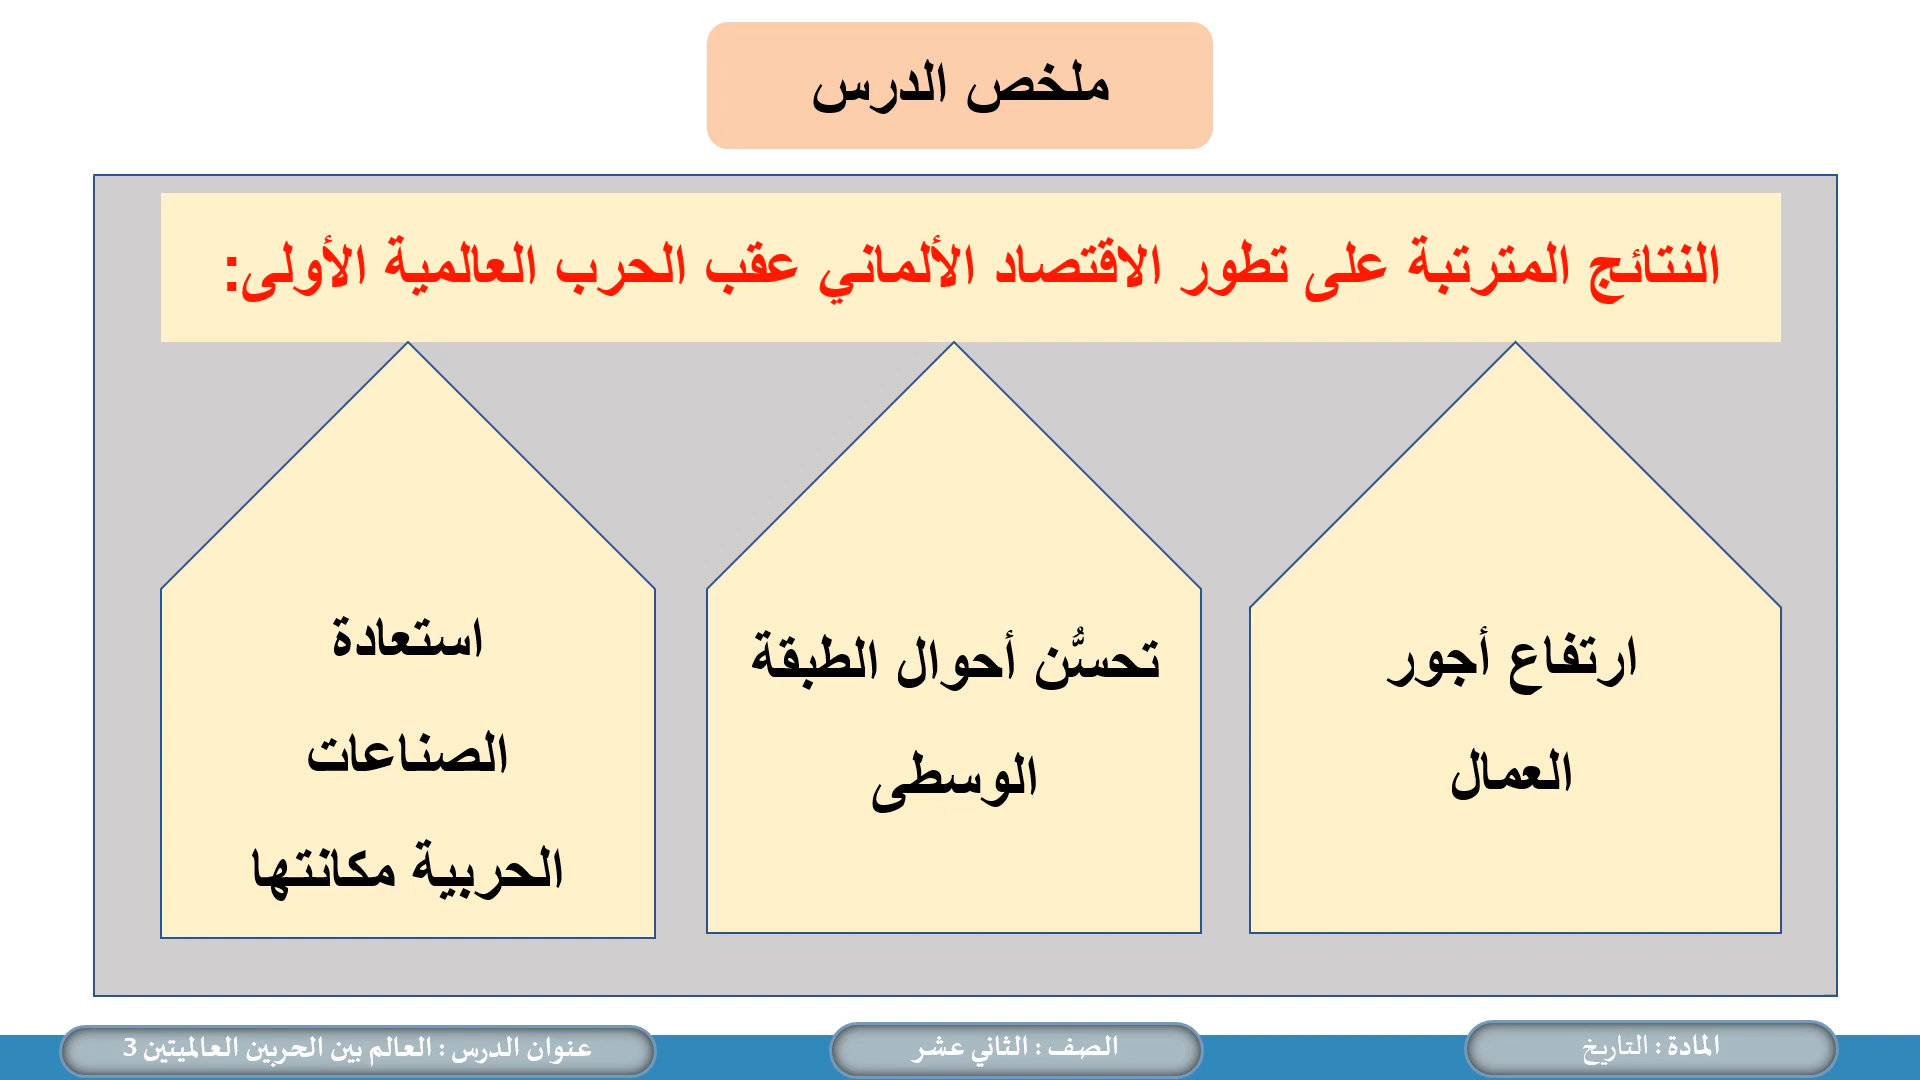 ملخص الدرس
النتائج المترتبة على تطور الاقتصاد الألماني عقب الحرب العالمية الأولى:
ارتفاع أجور
العمال
تحسُّن أحوال الطبقة
الوسطى
استعادة
الصناعات
الحربية مكانتها
المادة : التاريخ
الصف : الثاني عشر
عنوان الدرس : العالم بين الحربين العالميتين 3